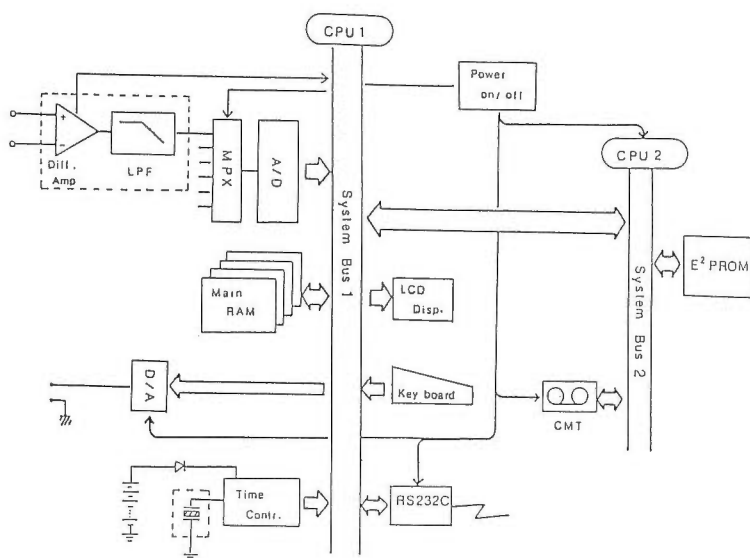 CPU 1
Power
on/off
CPU 2
+
−
Diff.
Amp
LPF
MPX
A/D
System Bus 1
System Bus 2
E² PROM
Main
RAM
LCD
Disp.
D/A
Key board
CMT
Time
Contr.
RS232C